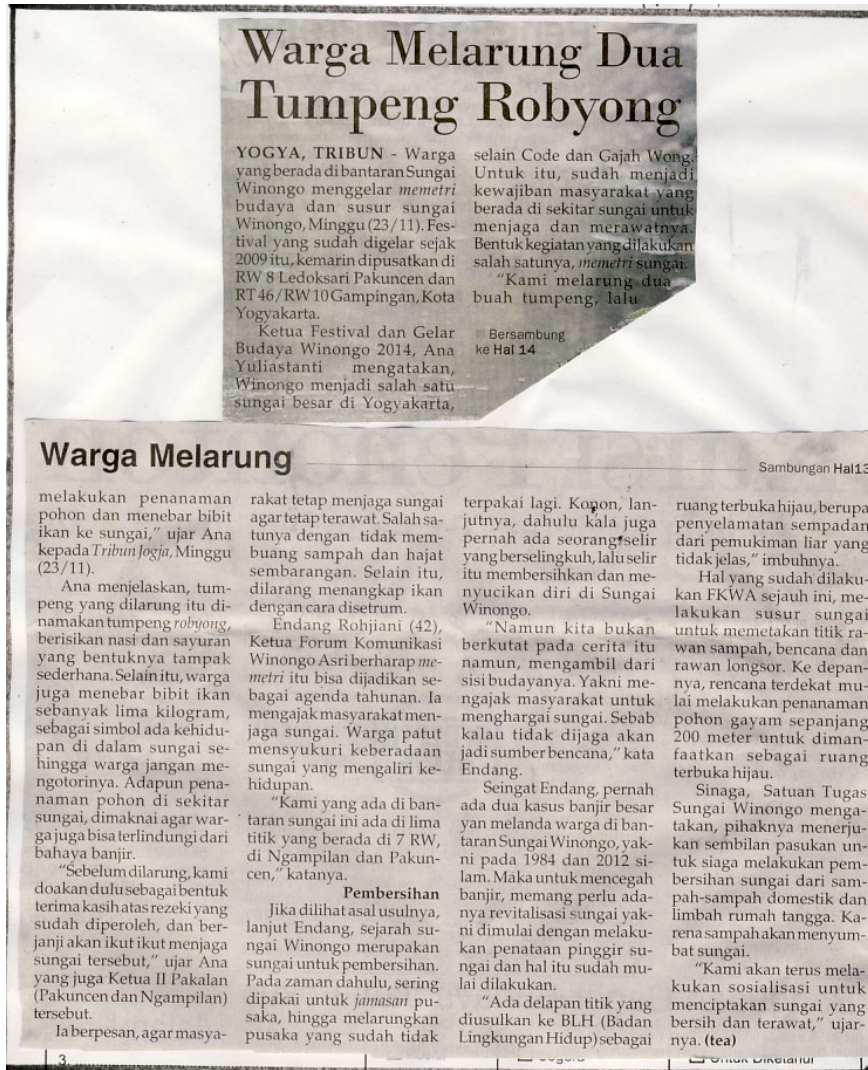 Warga Melarung Dua
Tumpeng Robyong
YOGYA, TRIBUN - Warga
yang berada di bantaran Sungai
Winongo menggelar memetri
budaya dan susur sungai
Winongo, Minggu (23/11). Fes-
tival yang sudah digelar sejak
2009 itu, kemarin dipusatkan di
RW 8 Ledoksari Pakuncen dan
RT 46/RW 10 Gampingan, Kota
Yogyakarta.
Ketua Festival dan Gelar
Budaya Winongo 2014, Ana
Yuliastanti mengatakan,
Winongo menjadi salah satu
sungai besar di Yogyakarta,
selain Code dan Gajah Wong.
Untuk itu, sudah menjadi
kewajiban masyarakat yang
berada di sekitar sungai untuk
menjaga dan merawatnya.
Bentuk kegiatan yang dilakukan
salah satunya, memetri sungai.
"Kami melarung dua
buah tumpeng, lalu
Bersambung
ke Hal 14
Warga Melarung
Sambungan Hal 13
melakukan penanaman
pohon dan menebar bibit
ikan ke sungai," ujar Ana
kepada Tribun Jogja, Minggu
(23/11).
Ana menjelaskan, tum-
peng yang dilarung itu di-
namakan tumpeng robyong,
berisikan nasi dan sayuran
yang bentuknya tampak
sederhana. Selain itu, warga
juga menebar bibit ikan
sebanyak lima kilogram,
sebagai simbol ada kehidu-
pan di dalam sungai se-
hingga warga jangan me-
ngotorinya. Adapun pena-
naman pohon di sekitar
sungai, dimaknai agar war-
ga juga bisa terlindungi dari
bahaya banjir.
"Sebelum dilarung, kami
doakan dulu sebagai bentuk
terima kasih atas rezeki yang
sudah diperoleh, dan ber-
janji akan ikut ikut menjaga
sungai tersebut," ujar Ana
yang juga Ketua II Pakalan
(Pakuncen dan Ngampilan)
tersebut.
Ia berpesan, agar masya-
rakat tetap menjaga sungai
agar tetap terawat. Salah sa-
tunya dengan tidak mem-
buang sampah dan hajat
sembarangan. Selain itu,
dilarang menangkap ikan
dengan cara disetrum.
Endang Rohjiani (42),
Ketua Forum Komunikasi
Winongo Asri berharap me-
metri itu bisa dijadikan se-
bagai agenda tahunan. Ia
mengajak masyarakat men-
jaga sungai. Warga patut
mensyukuri keberadaan
sungai yang mengaliri ke-
hidupan.
"Kami yang ada di ban-
taran sungai ini ada di lima
titik yang berada di 7 RW,
di Ngampilan dan Pakun-
cen," katanya.
Pembersihan
Jika dilihat asal usulnya,
lanjut Endang, sejarah su-
ngai Winongo merupakan
sungai untuk pembersihan.
Pada zaman dahulu, sering
dipakai untuk jamasan pu-
saka, hingga melarungkan
pusaka yang sudah tidak
terpakai lagi. Konon, lan-
jutnya, dahulu kala juga
pernah ada seorang selir
yang berselingkuh, lalu selir
itu membersihkan dan me-
nyucikan diri di Sungai
Winongo.
"Namun kita bukan
berkutat pada cerita itu
namun, mengambil dari
sisi budayanya. Yakni me-
ngajak masyarakat untuk
menghargai sungai. Sebab
kalau tidak dijaga akan
jadi sumber bencana," kata
Endang.
Seingat Endang, pernah
ada dua kasus banjir besar
yan melanda warga di ban-
taran Sungai Winongo, yak-
ni pada 1984 dan 2012 si-
lam. Maka untuk mencegah
banjir, memang perlu ada-
nya revitalisasi sungai yak-
ni dimulai dengan melaku-
kan penataan pinggir su-
ngai dan hal itu sudah mu-
lai dilakukan.
"Ada delapan titik yang
diusulkan ke BLH (Badan
Lingkungan Hidup) sebagai
ruang terbuka hijau, berupa
penyelamatan sempadan
dari pemukiman liar yang
tidak jelas," imbuhnya.
Hal yang sudah dilaku-
kan FKWA sejauh ini, me-
lakukan susur sungai
untuk memetakan titik ra-
wan sampah, bencana dan
rawan longsor. Ke depan-
nya, rencana terdekat mu-
lai melakukan penanaman
pohon gayam sepanjang
200 meter untuk diman-
faatkan sebagai ruang
terbuka hijau.
Sinaga, Satuan Tugas
Sungai Winongo menga-
takan, pihaknya menerju-
kan sembilan pasukan un-
tuk siaga melakukan pem-
bersihan sungai dari sam-
pah-sampah domestik dan
limbah rumah tangga. Ka-
rena sampah akan menyum-
bat sungai.
"Kami akan terus mela-
kukan sosialisasi untuk
menciptakan sungai yang
bersih dan terawat," ujar-
nya. (tea)
3.
Untuk Diketahui